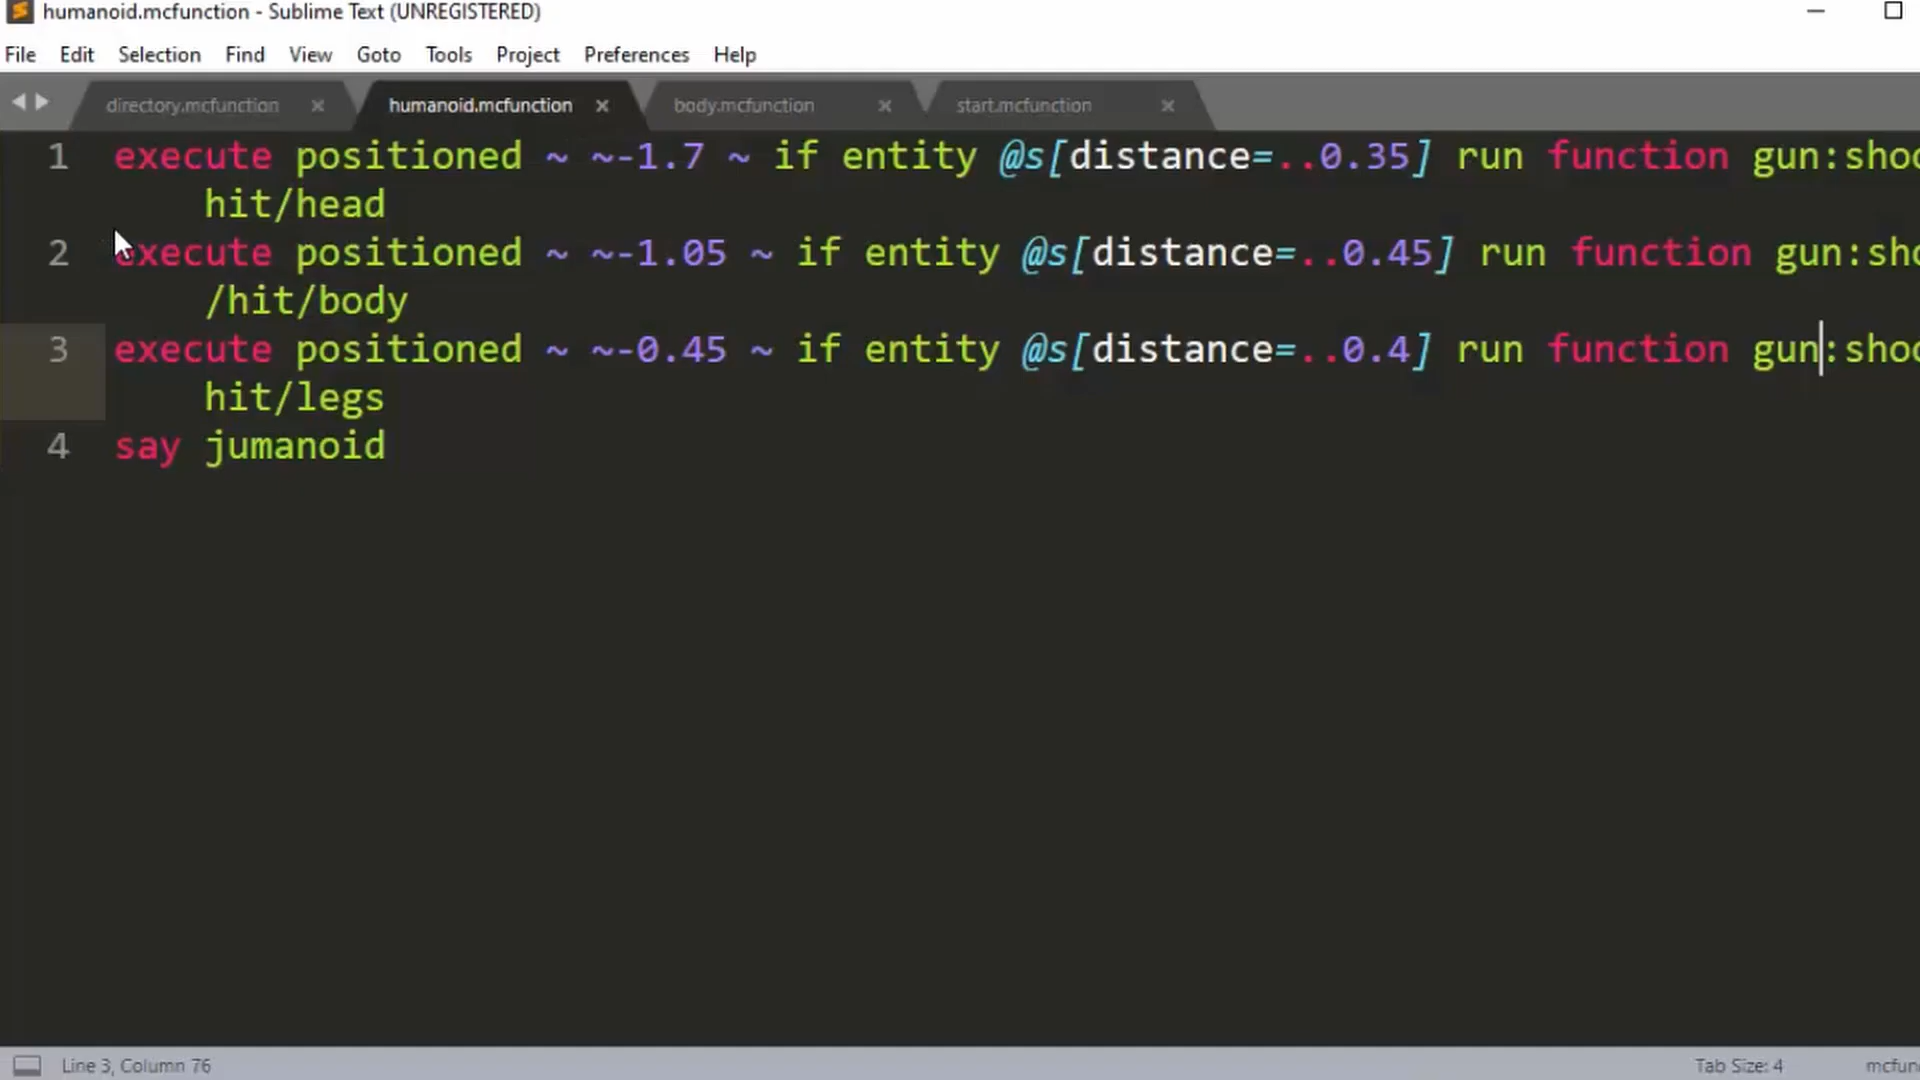 humanoid.mcfunction - Sublime Text (UNREGISTERED)
File Edit Selection Find View Goto Tools Project Preferences Help
directory.mcfunction humanoid.mcfunction body.mcfunction start.mcfunction
1 execute positioned ~ ~-1.7 ~ if entity @s[distance=..0.35] run function gun:shoo
hit/head
2 execute positioned ~ ~-1.05 ~ if entity @s[distance=..0.45] run function gun:sho
/hit/body
3 execute positioned ~ ~-0.45 ~ if entity @s[distance=..0.4] run function gun:shoo
hit/legs
4 say jumanoid
Line 3, Column 76 Tab Size: 4 mcfun